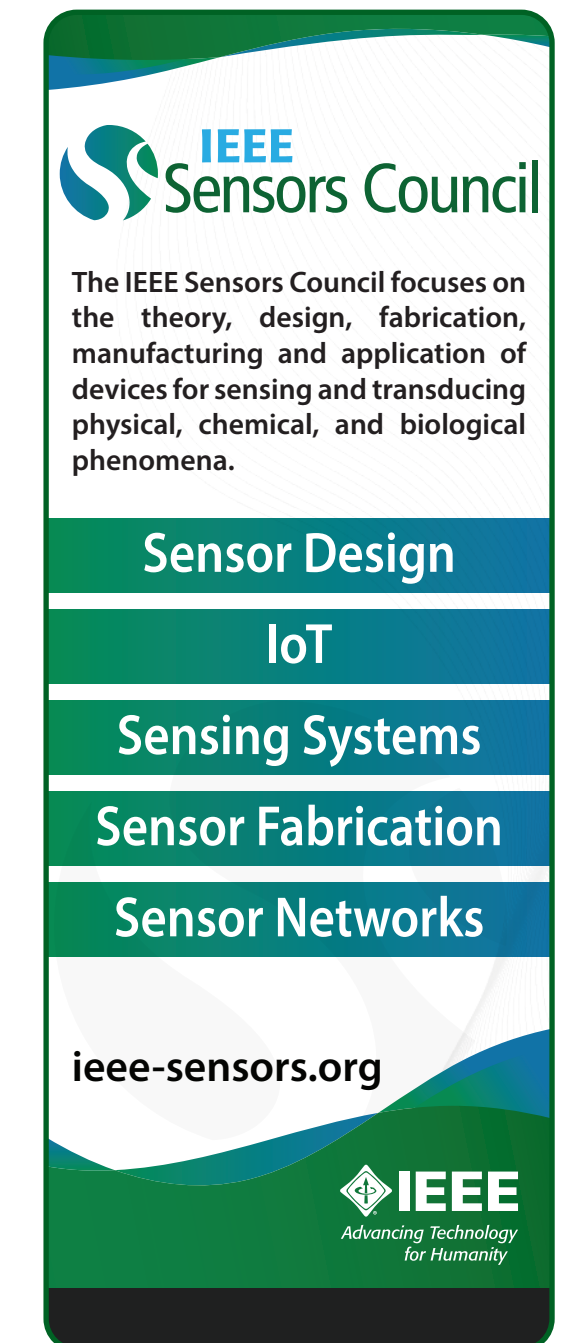 IEEE
Sensors Council
The IEEE Sensors Council focuses on
the theory, design, fabrication,
manufacturing and application of
devices for sensing and transducing
physical, chemical, and biological
phenomena.
Sensor Design
IoT
Sensing Systems
Sensor Fabrication
Sensor Networks
ieee-sensors.org
IEEE
Advancing Technology
for Humanity